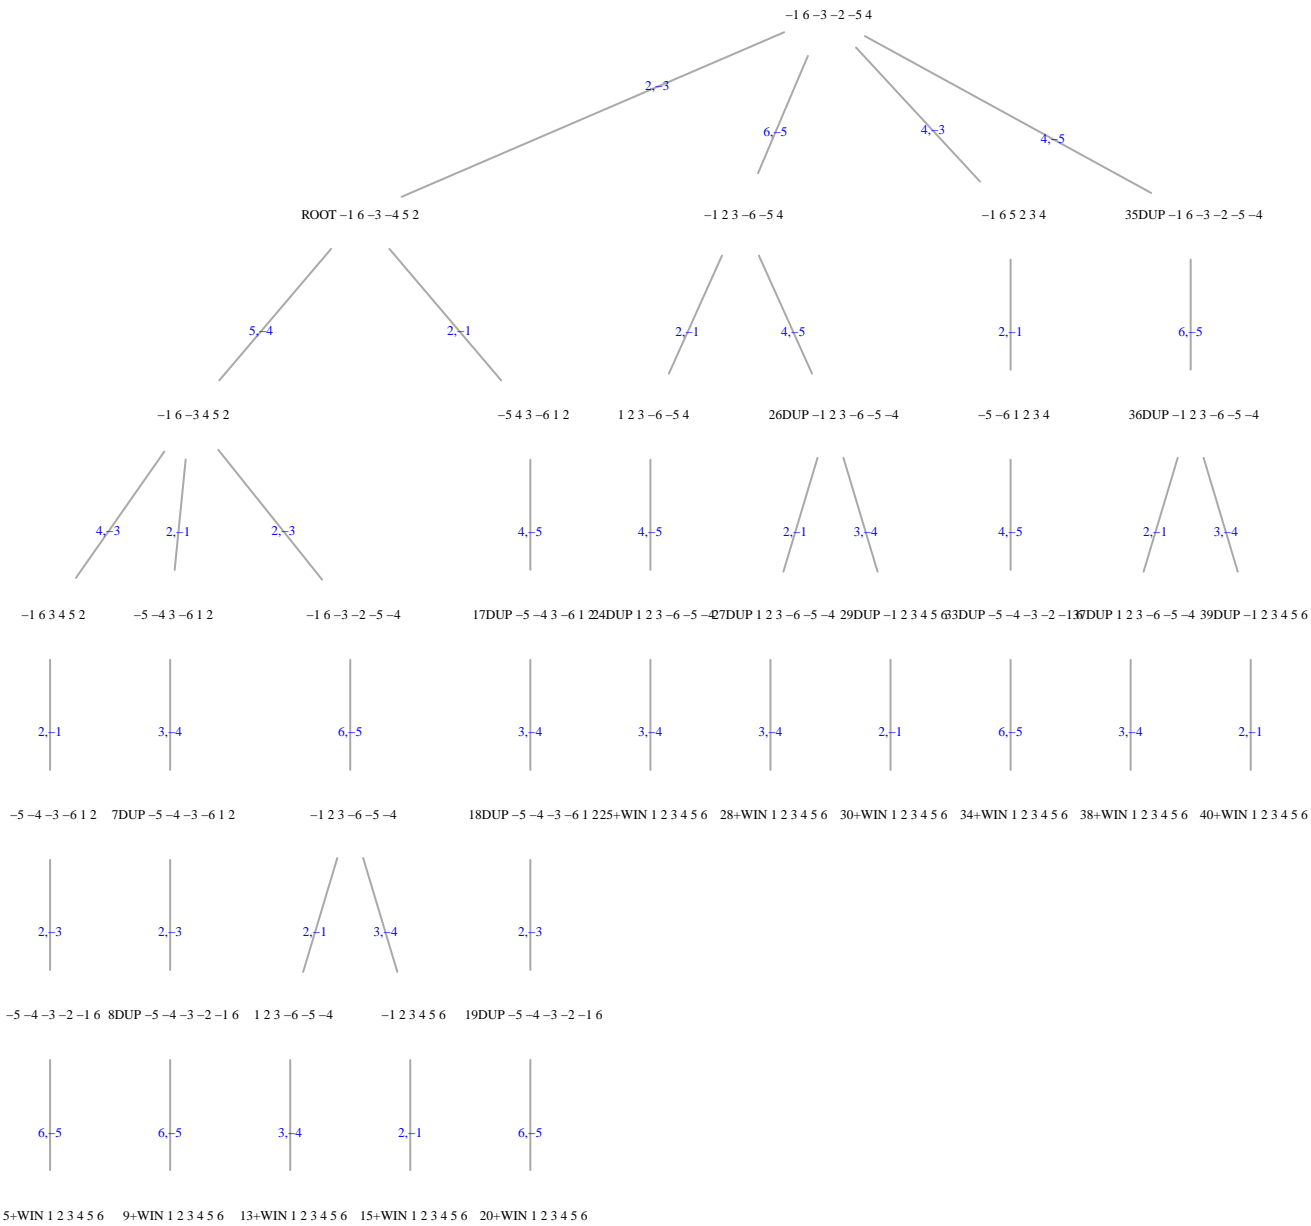 −1 6 −3 −2 −5 4
2,−3
6,−5
4,−3
4,−5
ROOT −1 6 −3 −4 5 2
−1 2 3 −6 −5 4
−1 6 5 2 3 4
35DUP −1 6 −3 −2 −5 −4
5,−4
2,−1
2,−1
4,−5
2,−1
6,−5
−1 6 −3 4 5 2
−5 4 3 −6 1 2
1 2 3 −6 −5 4
26DUP −1 2 3 −6 −5 −4
−5 −6 1 2 3 4
36DUP −1 2 3 −6 −5 −4
4,−3
2,−1
2,−3
4,−5
4,−5
2,−1
3,−4
4,−5
2,−1
3,−4
−1 6 3 4 5 2
−5 −4 3 −6 1 2
−1 6 −3 −2 −5 −4
17DUP −5 −4 3 −6 1 2
24DUP 1 2 3 −6 −5 −4
27DUP 1 2 3 −6 −5 −4
29DUP −1 2 3 4 5 6
33DUP −5 −4 −3 −2 −1 6
37DUP 1 2 3 −6 −5 −4
39DUP −1 2 3 4 5 6
2,−1
3,−4
6,−5
3,−4
3,−4
3,−4
2,−1
6,−5
3,−4
2,−1
−5 −4 −3 −6 1 2
7DUP −5 −4 −3 −6 1 2
−1 2 3 −6 −5 −4
18DUP −5 −4 −3 −6 1 2
25+WIN 1 2 3 4 5 6
28+WIN 1 2 3 4 5 6
30+WIN 1 2 3 4 5 6
34+WIN 1 2 3 4 5 6
38+WIN 1 2 3 4 5 6
40+WIN 1 2 3 4 5 6
2,−3
2,−3
2,−1
3,−4
2,−3
−5 −4 −3 −2 −1 6
8DUP −5 −4 −3 −2 −1 6
1 2 3 −6 −5 −4
−1 2 3 4 5 6
19DUP −5 −4 −3 −2 −1 6
6,−5
6,−5
3,−4
2,−1
6,−5
5+WIN 1 2 3 4 5 6
9+WIN 1 2 3 4 5 6
13+WIN 1 2 3 4 5 6
15+WIN 1 2 3 4 5 6
20+WIN 1 2 3 4 5 6